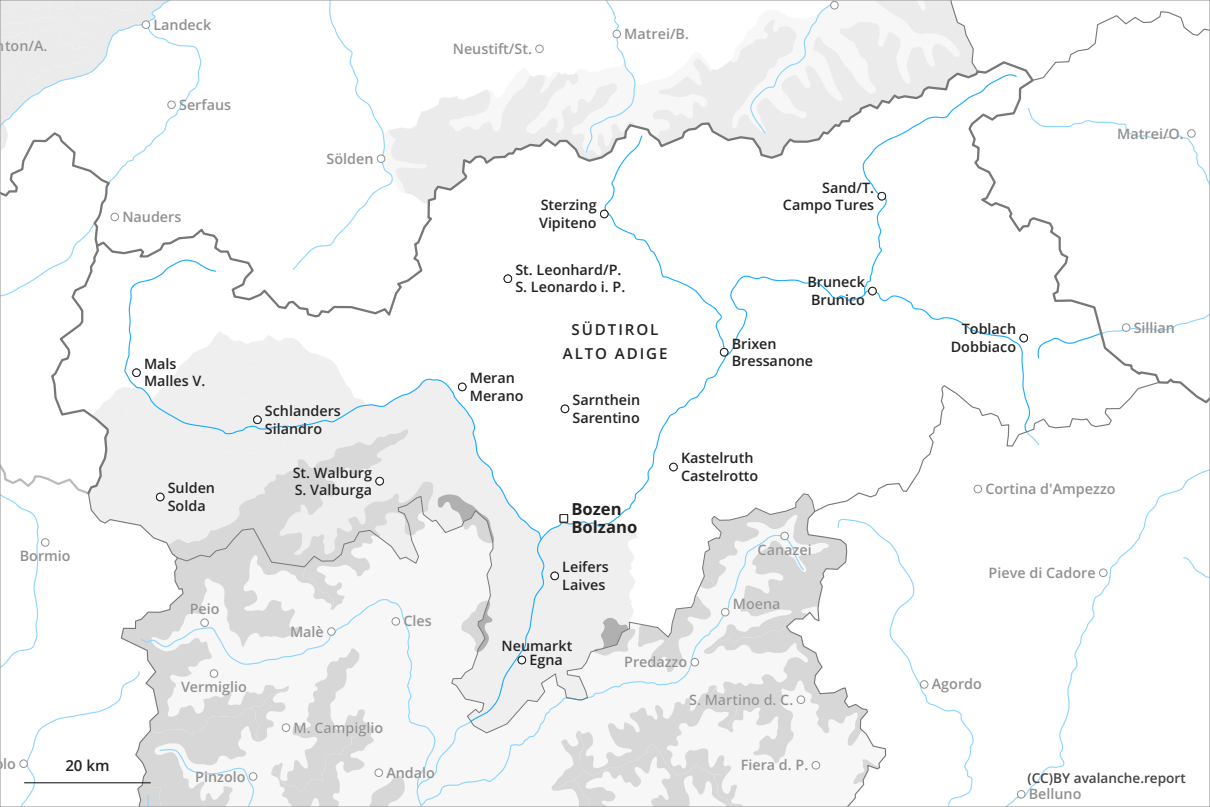 Landeck
nton/A.
Neustift/St.
Matrei/B.
Serfaus
Matrei/O.
Sölden
Sand/T.
Campo Tures
Nauders
Sterzing
Vipiteno
St. Leonhard/P.
S. Leonardo i. P.
Bruneck
Brunico
SÜDTIROL
ALTO ADIGE
Toblach
Dobbiaco
Sillian
Brixen
Bressanone
Mals
Malles V.
Meran
Merano
Sarnthein
Sarentino
Schlanders
Silandro
Kastelruth
Castelrotto
St. Walburg
S. Valburga
Sulden
Solda
Cortina d'Ampezzo
Bozen
Bolzano
Bormio
Canazei
Leifers
Laives
Pieve di Cadore
Peio
Moena
Cles
Malè
Neumarkt
Egna
Predazzo
Vermiglio
Agordo
S. Martino d. C.
M. Campiglio
olo
20 km
Pinzolo
Andalo
Fiera d. P.
(CC)BY avalanche.report
Belluno